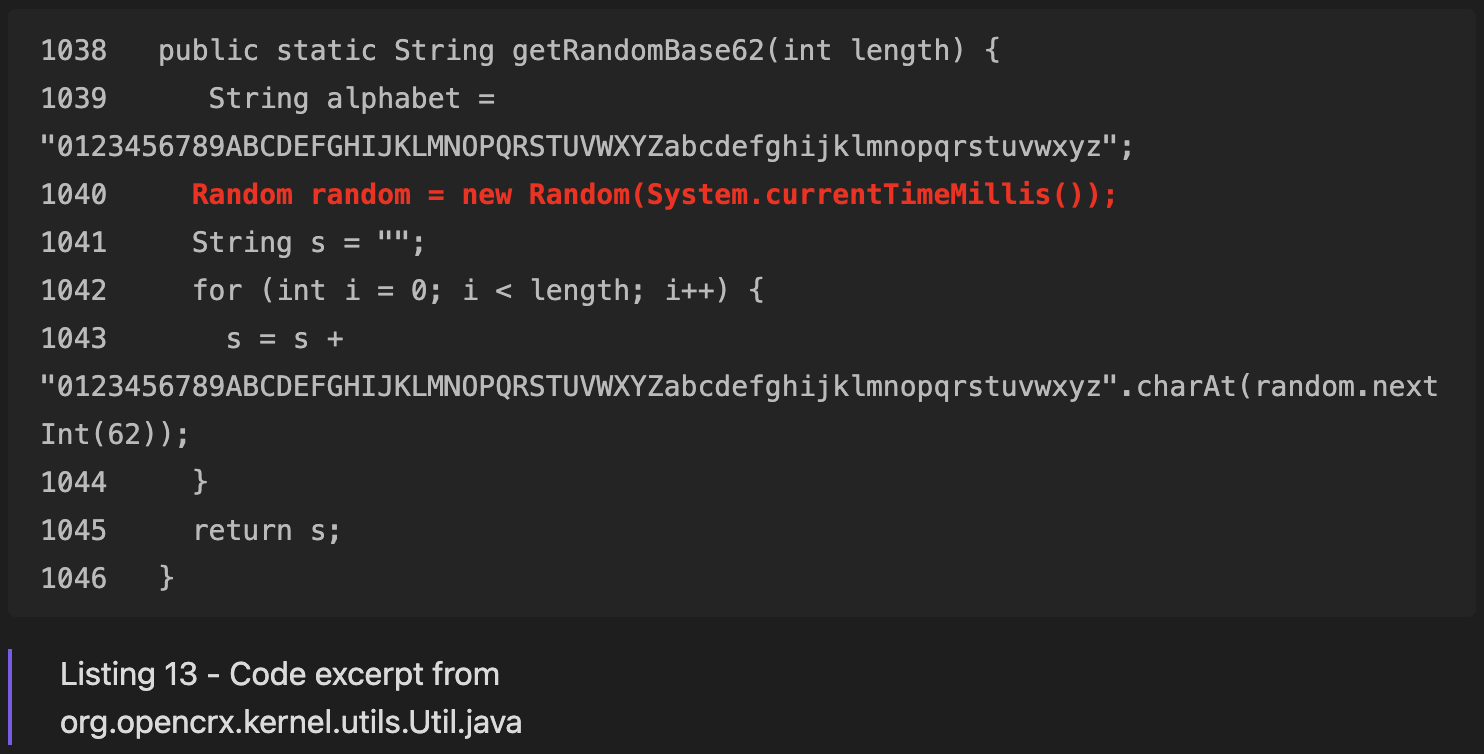 1038   public static String getRandomBase62(int length) {
1039      String alphabet =
"0123456789ABCDEFGHIJKLMNOPQRSTUVWXYZabcdefghijklmnopqrstuvwxyz";
1040     Random random = new Random(System.currentTimeMillis());
1041     String s = "";
1042     for (int i = 0; i < length; i++) {
1043       s = s +
"0123456789ABCDEFGHIJKLMNOPQRSTUVWXYZabcdefghijklmnopqrstuvwxyz".charAt(random.next
Int(62));
1044     }
1045     return s;
1046   }
Listing 13 - Code excerpt from
org.opencrx.kernel.utils.Util.java